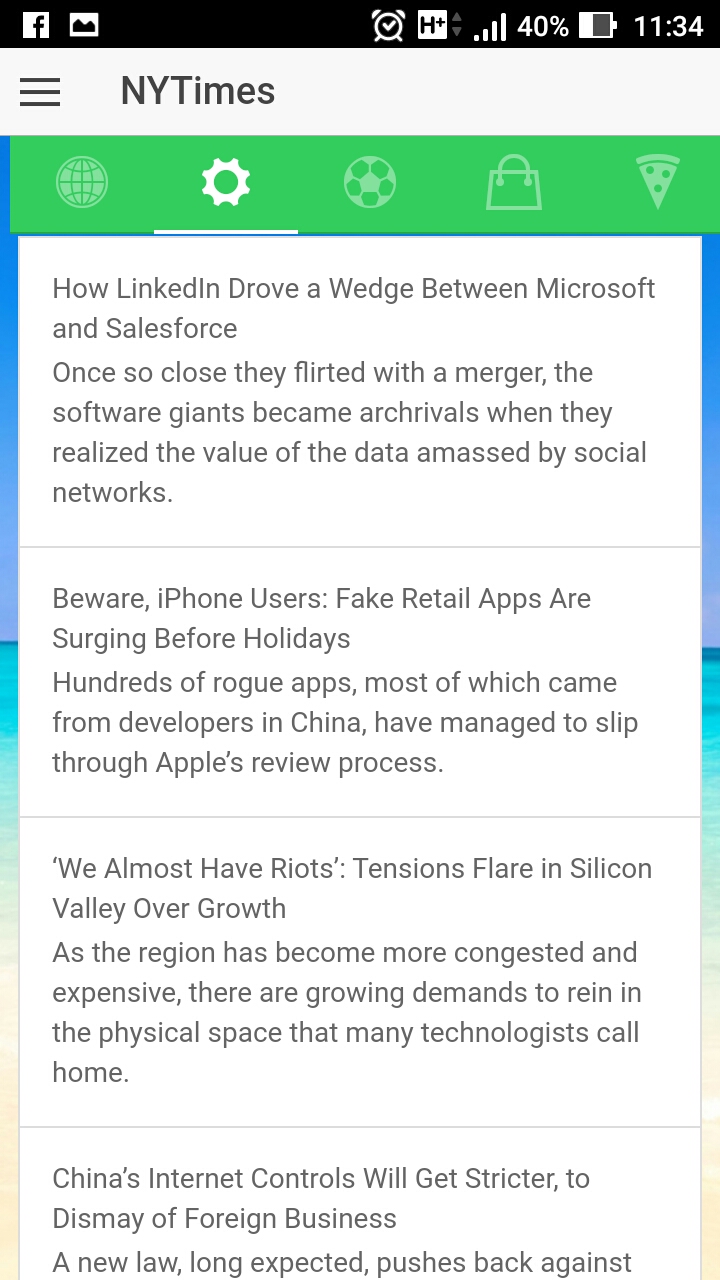 H+ 40% 11:34
NYTimes
How LinkedIn Drove a Wedge Between Microsoft
and Salesforce
Once so close they flirted with a merger, the
software giants became archrivals when they
realized the value of the data amassed by social
networks.
Beware, iPhone Users: Fake Retail Apps Are
Surging Before Holidays
Hundreds of rogue apps, most of which came
from developers in China, have managed to slip
through Apple’s review process.
‘We Almost Have Riots’: Tensions Flare in Silicon
Valley Over Growth
As the region has become more congested and
expensive, there are growing demands to rein in
the physical space that many technologists call
home.
China’s Internet Controls Will Get Stricter, to
Dismay of Foreign Business
A new law, long expected, pushes back against